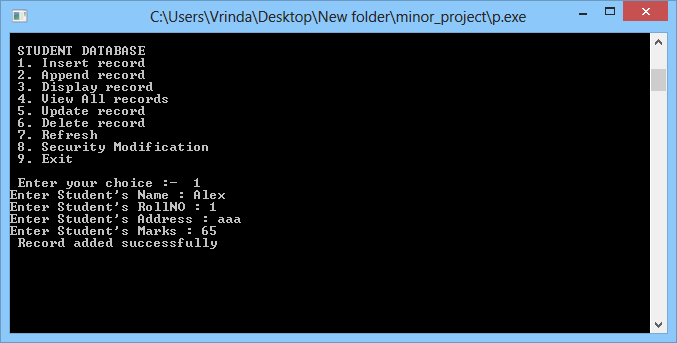 C:\Users\Vrinda\Desktop\New folder\minor_project\p.exe
STUDENT DATABASE
1. Insert record
2. Append record
3. Display record
4. View All records
5. Update record
6. Delete record
7. Refresh
8. Security Modification
9. Exit
Enter your choice :-  1
Enter Student's Name : Alex
Enter Student's RollNO : 1
Enter Student's Address : aaa
Enter Student's Marks : 65
Record added successfully